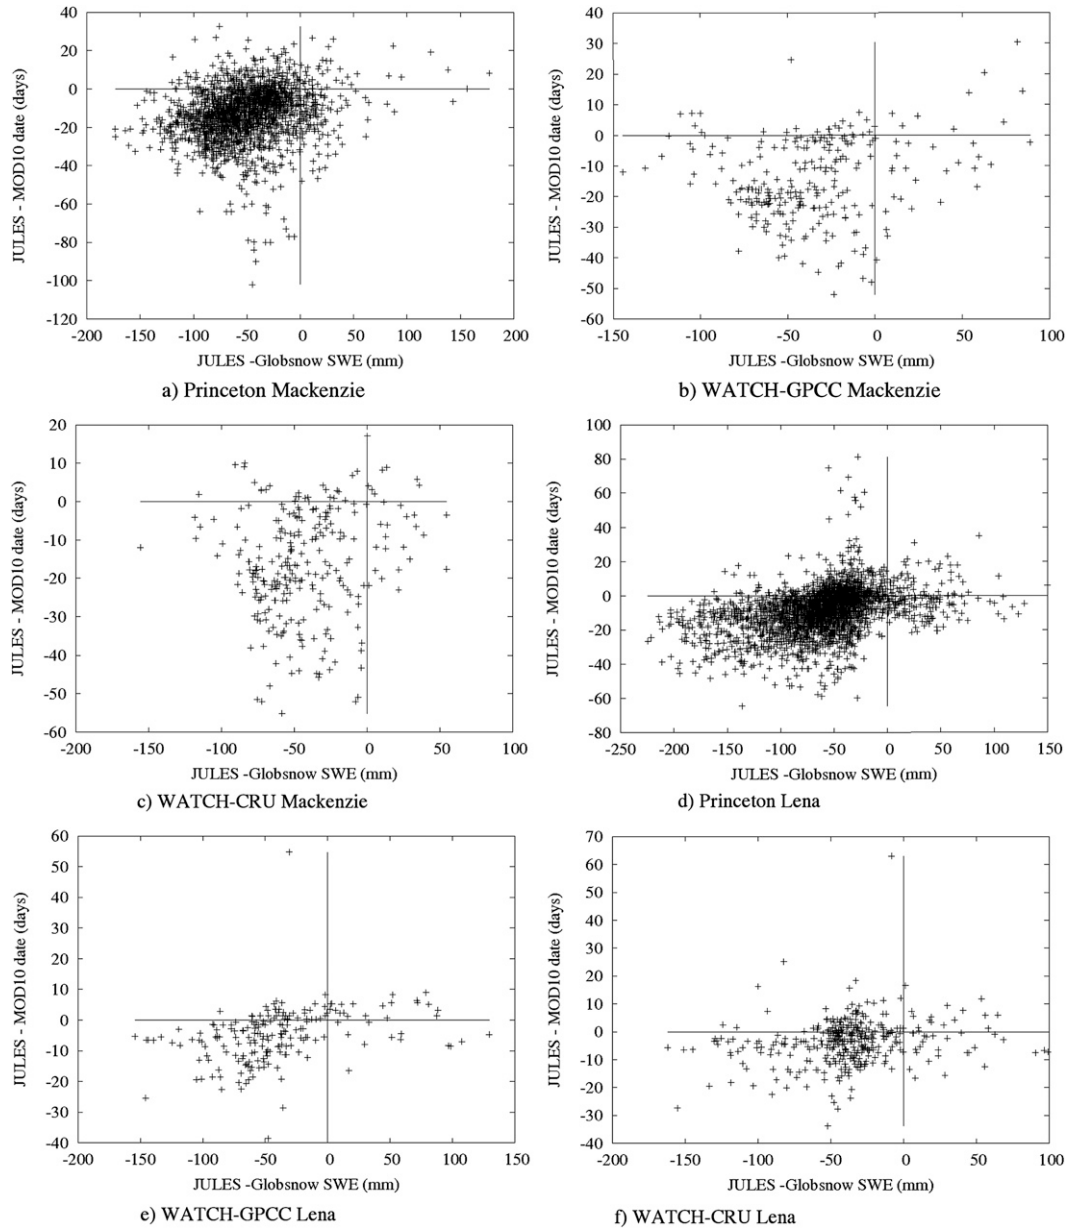 40
20
0
-20
-40
-60
-80
-100
-120
JULES - MOD10 date (days)
-200 -150 -100 -50 0 50 100 150 200
JULES -Globsnow SWE (mm)
a) Princeton Mackenzie
40
30
20
10
0
-10
-20
-30
-40
-50
-60
JULES - MOD10 date (days)
-150 -100 -50 0 50 100
JULES -Globsnow SWE (mm)
b) WATCH-GPCC Mackenzie
20
10
0
-10
-20
-30
-40
-50
-60
JULES - MOD10 date (days)
-200 -150 -100 -50 0 50 100
JULES -Globsnow SWE (mm)
c) WATCH-CRU Mackenzie
100
80
60
40
20
0
-20
-40
-60
-80
JULES - MOD10 date (days)
-250 -200 -150 -100 -50 0 50 100 150
JULES -Globsnow SWE (mm)
d) Princeton Lena
60
50
40
30
20
10
0
-10
-20
-30
-40
JULES - MOD10 date (days)
-200 -150 -100 -50 0 50 100 150
JULES -Globsnow SWE (mm)
e) WATCH-GPCC Lena
70
60
50
40
30
20
10
0
-10
-20
-30
-40
JULES - MOD10 date (days)
-200 -150 -100 -50 0 50 100
JULES -Globsnow SWE (mm)
f) WATCH-CRU Lena